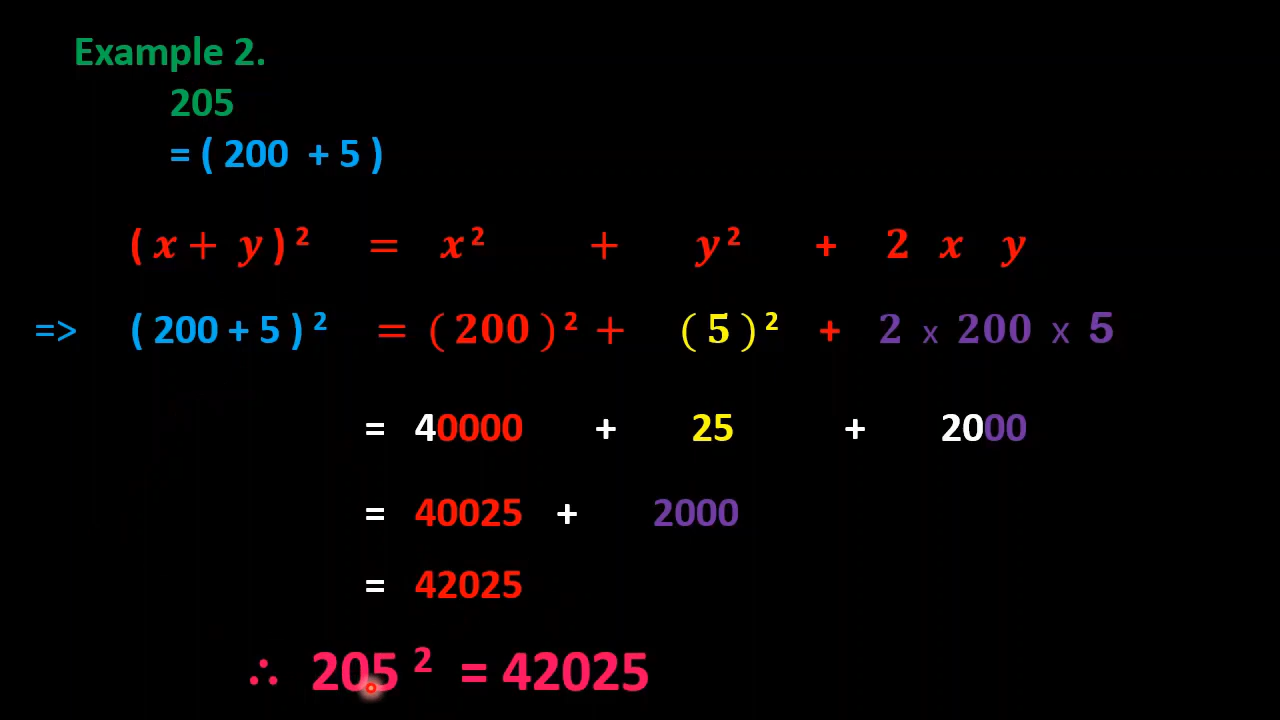 Example 2.
205
= ( 200 + 5 )
( x + y ) ² = x ² + y ² + 2 x y
=> ( 200 + 5 ) ² = ( 200 ) ² + ( 5 ) ² + 2 x 200 x 5
= 40000 + 25 + 2000
= 40025 + 2000
= 42025
∴ 205 ² = 42025